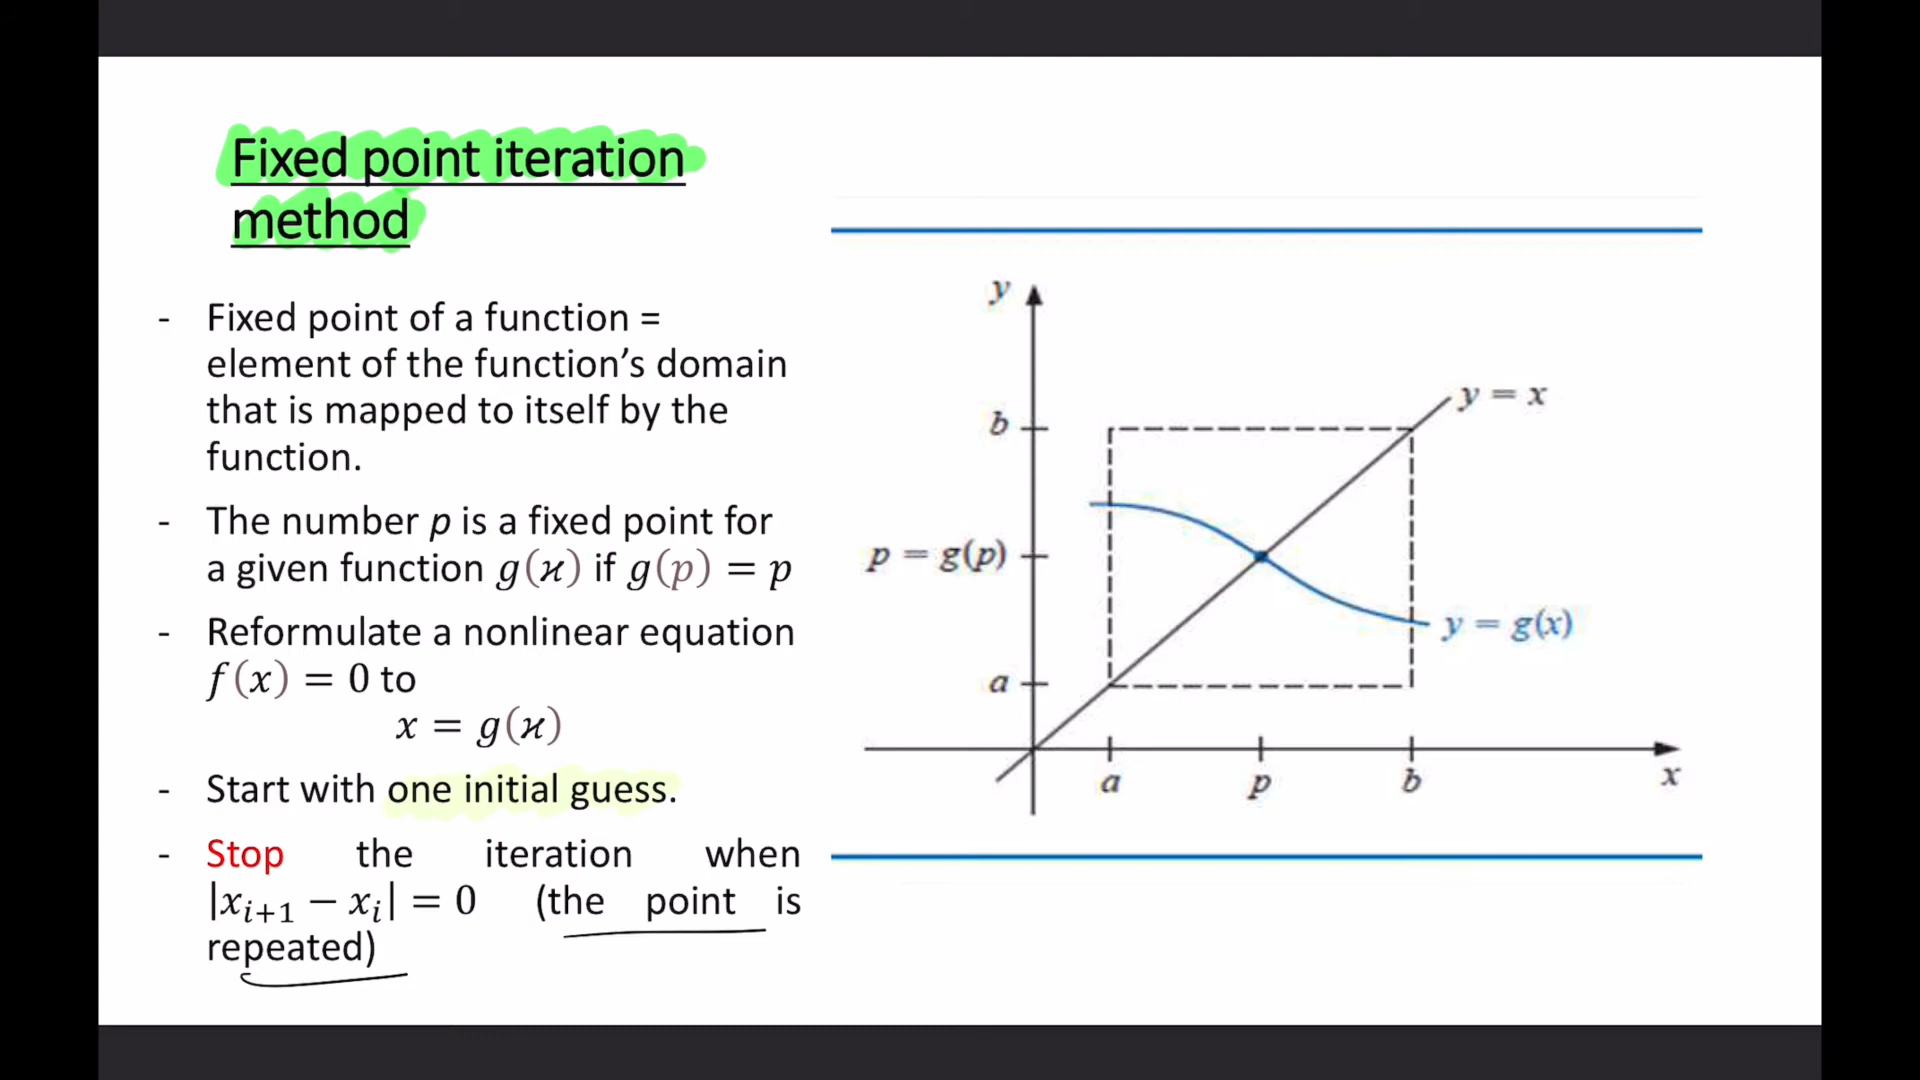 Fixed point iteration
method
- Fixed point of a function =
element of the function’s domain
that is mapped to itself by the
function.
- The number p is a fixed point for
a given function g(ϰ) if g(p) = p
- Reformulate a nonlinear equation
f(x) = 0 to
x = g(ϰ)
- Start with one initial guess.
- Stop the iteration when
|xᵢ₊₁ − xᵢ| = 0 (the point is
repeated)
y
y = x
b
p = g(p)
y = g(x)
a
a p b x